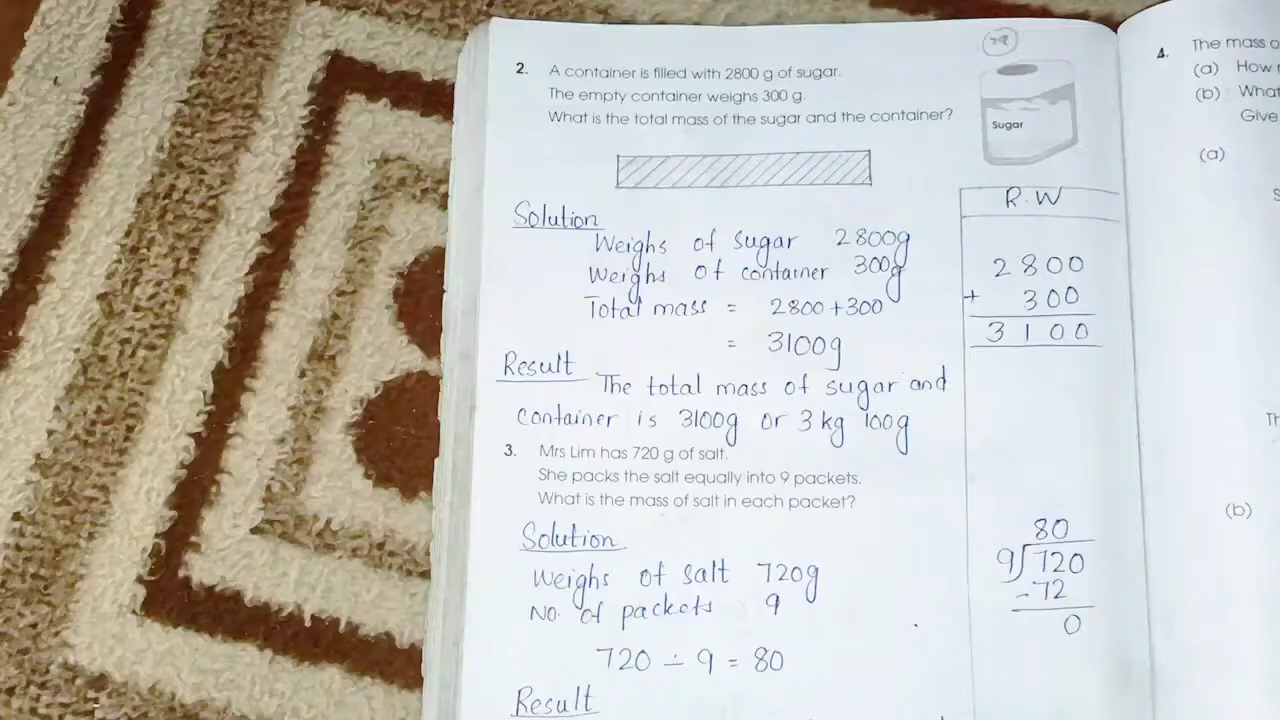 2. A container is filled with 2800 g of sugar.
The empty container weighs 300 g.
What is the total mass of the sugar and the container?
Sugar
Solution
Weighs of sugar 2800g
Weighs of container 300g
Total mass = 2800 + 300
= 3100g
Result
The total mass of sugar and
container is 3100g or 3 kg 100g
R.W
2800
+ 300
3100
3. Mrs Lim has 720 g of salt.
She packs the salt equally into 9 packets.
What is the mass of salt in each packet?
Solution
Weighs of salt 720g
No. of packets 9
720 ÷ 9 = 80
Result
80
9)720
-72
0
4. The mass o
(a) How
(b) What
Give
(a)
Th
(b)